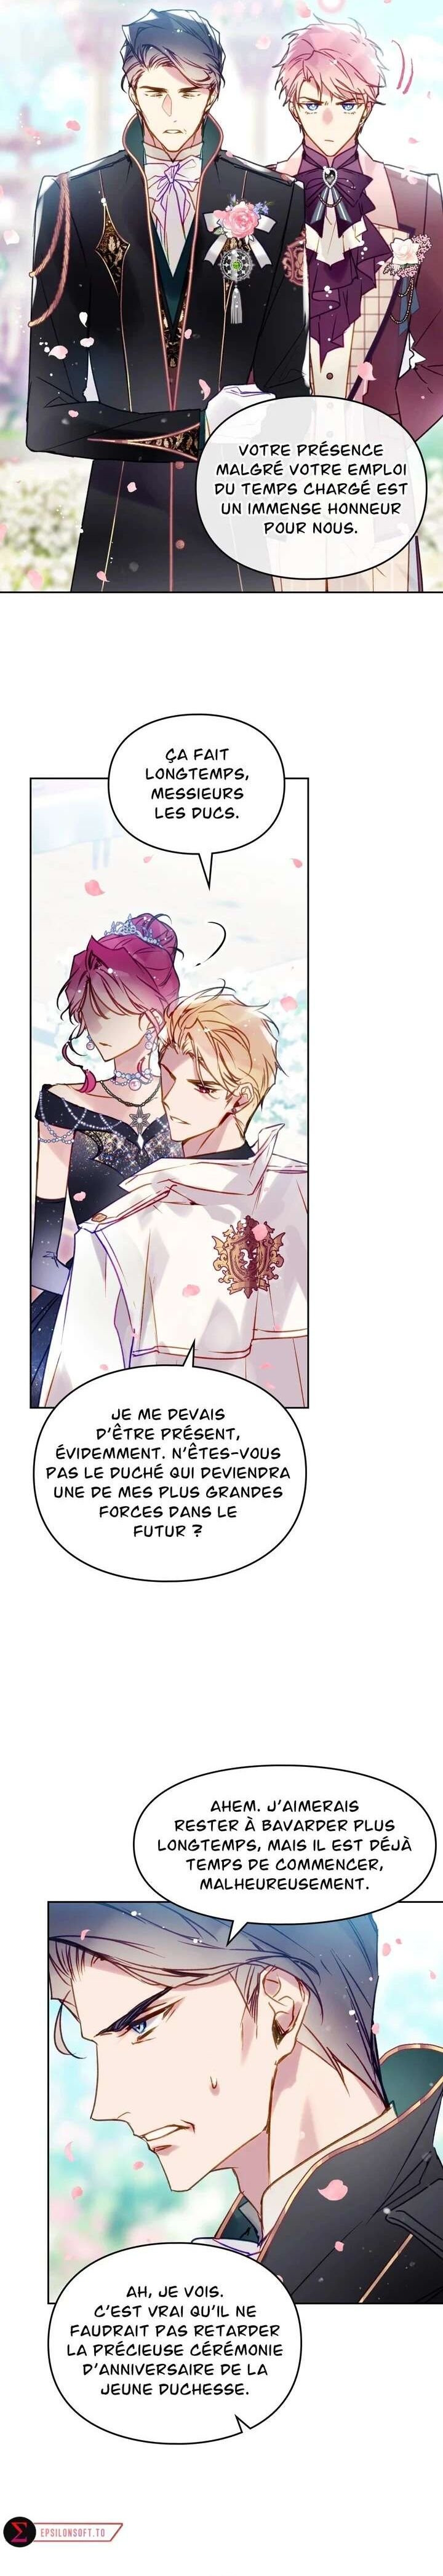 VOTRE PRÉSENCE
MALGRÉ VOTRE EMPLOI
DU TEMPS CHARGÉ EST
UN IMMENSE HONNEUR
POUR NOUS.
ÇA FAIT
LONGTEMPS,
MESSIEURS
LES DUCS.
JE ME DEVAIS
D'ÊTRE PRÉSENT,
ÉVIDEMMENT. N'ÊTES-VOUS
PAS LE DUCHÉ QUI DEVIENDRA
UNE DE MES PLUS GRANDES
FORCES DANS LE
FUTUR ?
AHEM. J'AIMERAIS
RESTER À BAVARDER PLUS
LONGTEMPS, MAIS IL EST DÉJÀ
TEMPS DE COMMENCER,
MALHEUREUSEMENT.
AH, JE VOIS.
C'EST VRAI QU'IL NE
FAUDRAIT PAS RETARDER
LA PRÉCIEUSE CÉRÉMONIE
D'ANNIVERSAIRE DE LA
JEUNE DUCHESSE.
Σ EPSILONSOFT.TO